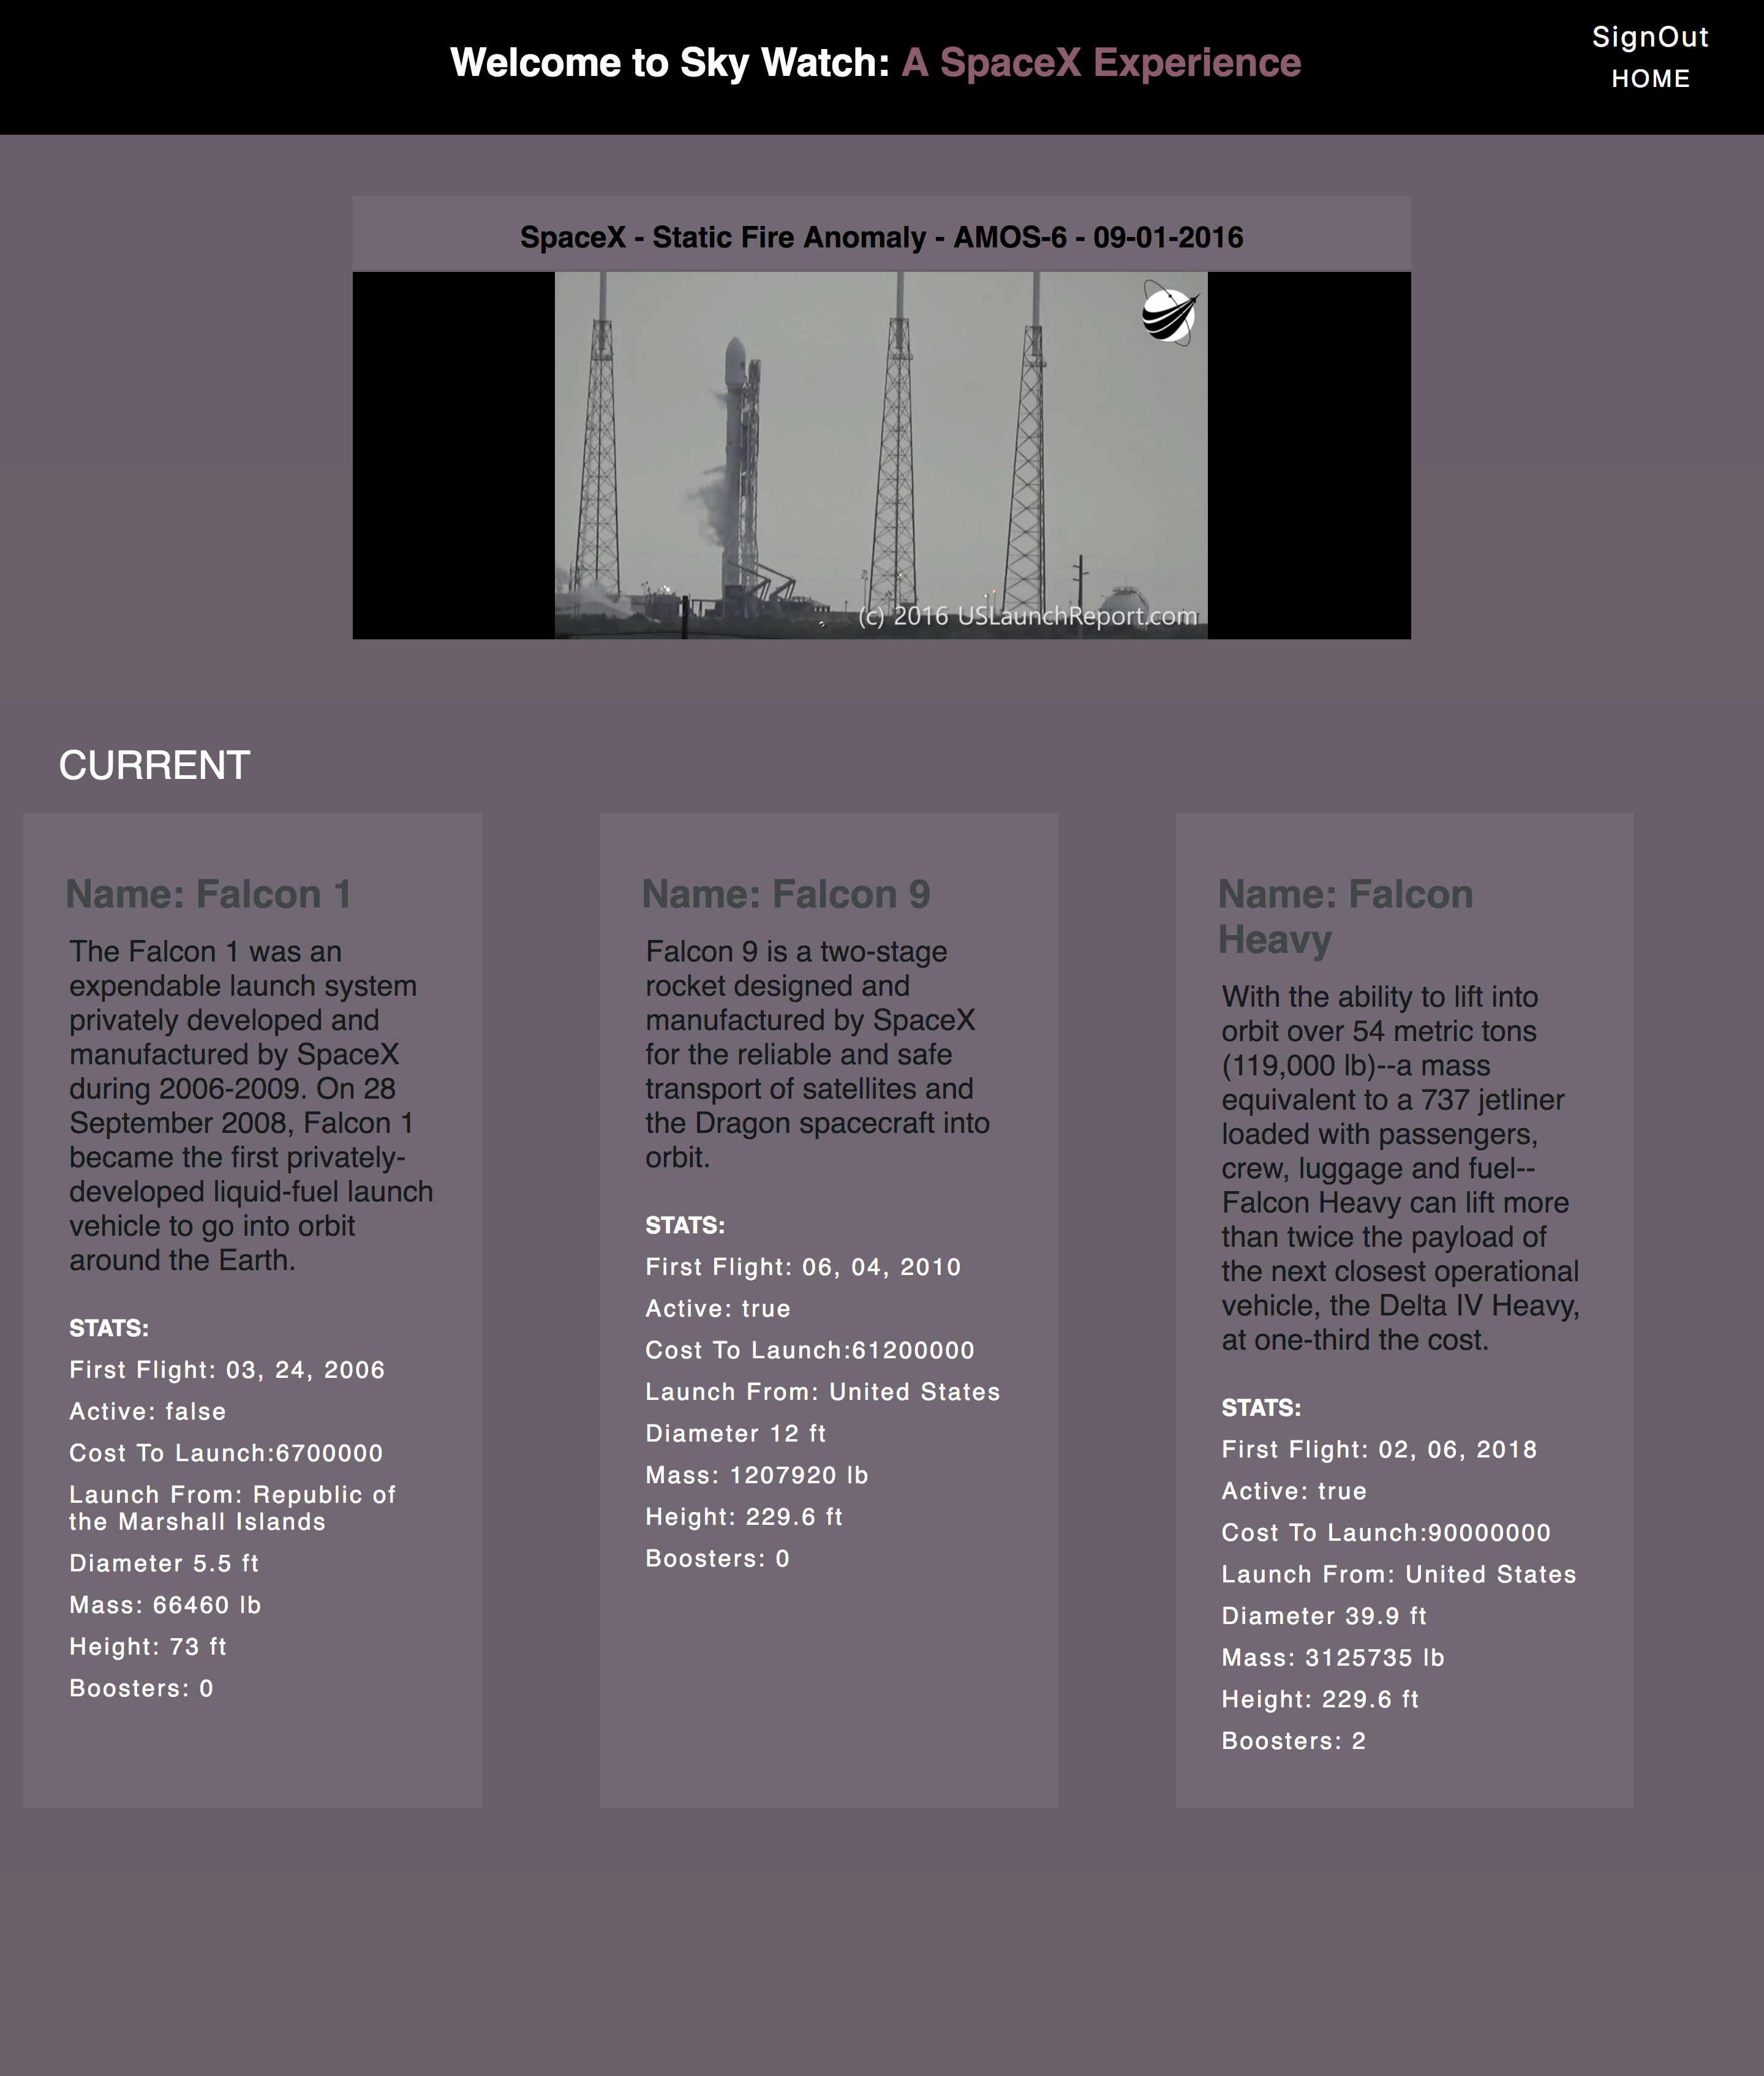 Welcome to Sky Watch: A SpaceX Experience
SignOut
HOME
SpaceX - Static Fire Anomaly - AMOS-6 - 09-01-2016
(c) 2016 USLaunchReport.com
CURRENT
Name: Falcon 1
The Falcon 1 was an
expendable launch system
privately developed and
manufactured by SpaceX
during 2006-2009. On 28
September 2008, Falcon 1
became the first privately-
developed liquid-fuel launch
vehicle to go into orbit
around the Earth.
STATS:
First Flight: 03, 24, 2006
Active: false
Cost To Launch:6700000
Launch From: Republic of
the Marshall Islands
Diameter 5.5 ft
Mass: 66460 lb
Height: 73 ft
Boosters: 0
Name: Falcon 9
Falcon 9 is a two-stage
rocket designed and
manufactured by SpaceX
for the reliable and safe
transport of satellites and
the Dragon spacecraft into
orbit.
STATS:
First Flight: 06, 04, 2010
Active: true
Cost To Launch:61200000
Launch From: United States
Diameter 12 ft
Mass: 1207920 lb
Height: 229.6 ft
Boosters: 0
Name: Falcon
Heavy
With the ability to lift into
orbit over 54 metric tons
(119,000 lb)--a mass
equivalent to a 737 jetliner
loaded with passengers,
crew, luggage and fuel--
Falcon Heavy can lift more
than twice the payload of
the next closest operational
vehicle, the Delta IV Heavy,
at one-third the cost.
STATS:
First Flight: 02, 06, 2018
Active: true
Cost To Launch:90000000
Launch From: United States
Diameter 39.9 ft
Mass: 3125735 lb
Height: 229.6 ft
Boosters: 2